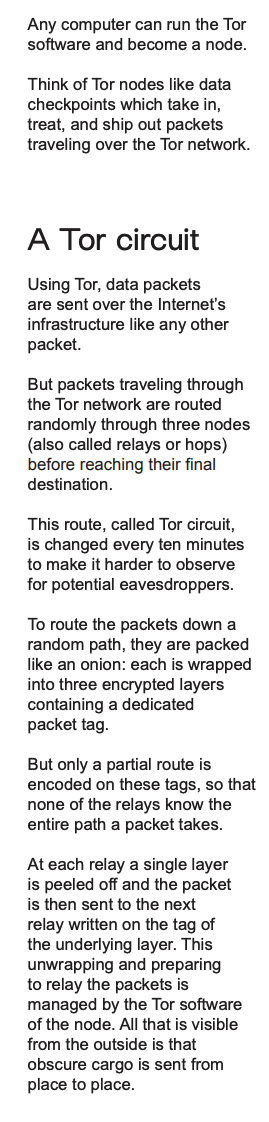 Any computer can run the Tor
software and become a node.
Think of Tor nodes like data
checkpoints which take in,
treat, and ship out packets
traveling over the Tor network.
A Tor circuit
Using Tor, data packets
are sent over the Internet’s
infrastructure like any other
packet.
But packets traveling through
the Tor network are routed
randomly through three nodes
(also called relays or hops)
before reaching their final
destination.
This route, called Tor circuit,
is changed every ten minutes
to make it harder to observe
for potential eavesdroppers.
To route the packets down a
random path, they are packed
like an onion: each is wrapped
into three encrypted layers
containing a dedicated
packet tag.
But only a partial route is
encoded on these tags, so that
none of the relays know the
entire path a packet takes.
At each relay a single layer
is peeled off and the packet
is then sent to the next
relay written on the tag of
the underlying layer. This
unwrapping and preparing
to relay the packets is
managed by the Tor software
of the node. All that is visible
from the outside is that
obscure cargo is sent from
place to place.